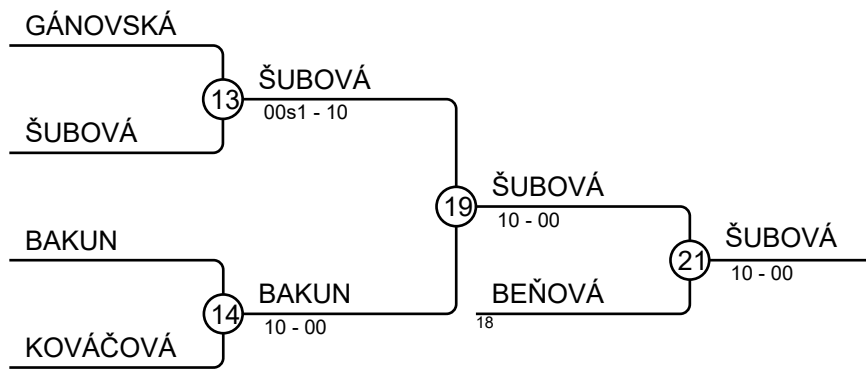 GÁNOVSKÁ
13
ŠUBOVÁ
00s1 - 10
ŠUBOVÁ
19
ŠUBOVÁ
10 - 00
BAKUN
21
ŠUBOVÁ
10 - 00
14
BAKUN
10 - 00
BEŇOVÁ
18
KOVÁČOVÁ